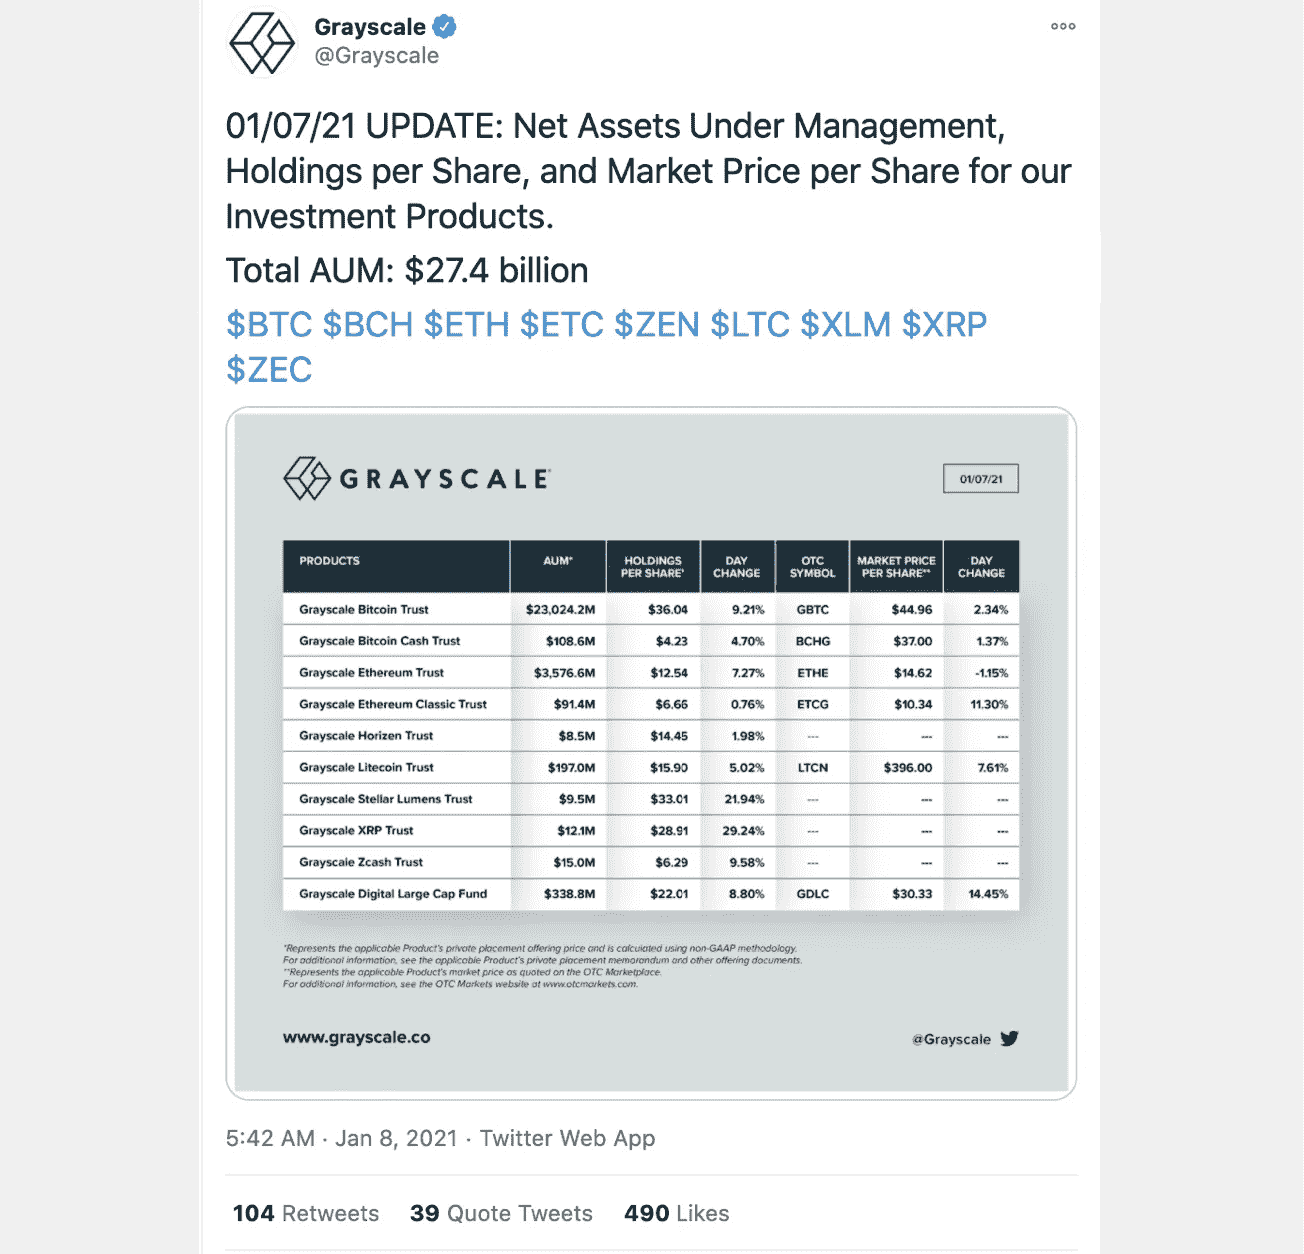 Grayscale
@Grayscale
01/07/21 UPDATE: Net Assets Under Management,
Holdings per Share, and Market Price per Share for our
Investment Products.
Total AUM: $27.4 billion
$BTC $BCH $ETH $ETC $ZEN $LTC $XLM $XRP
$ZEC
GRAYSCALE® 01/07/21
PRODUCTS AUM* HOLDINGS PER SHARE* DAY CHANGE OTC SYMBOL MARKET PRICE PER SHARE** DAY CHANGE
Grayscale Bitcoin Trust $23,024.2M $36.04 9.21% GBTC $44.96 2.34%
Grayscale Bitcoin Cash Trust $108.6M $4.23 4.70% BCHG $37.00 1.37%
Grayscale Ethereum Trust $3,576.6M $12.54 7.27% ETHE $14.62 -1.15%
Grayscale Ethereum Classic Trust $91.4M $6.66 0.76% ETCG $10.34 11.30%
Grayscale Horizen Trust $8.5M $14.45 1.98% --- --- ---
Grayscale Litecoin Trust $197.0M $15.90 5.02% LTCN $396.00 7.61%
Grayscale Stellar Lumens Trust $9.5M $33.01 21.94% --- --- ---
Grayscale XRP Trust $12.1M $28.91 29.24% --- --- ---
Grayscale Zcash Trust $15.0M $6.29 9.58% --- --- ---
Grayscale Digital Large Cap Fund $338.8M $22.01 8.80% GDLC $30.33 14.45%
*Represents the applicable Product's private placement offering price and is calculated using non-GAAP methodology.
For additional information, see the applicable Product's private placement memorandum and other offering documents.
**Represents the applicable Product's market price as quoted on the OTC Marketplace.
For additional information, see the OTC Markets website at www.otcmarkets.com.
www.grayscale.co @Grayscale
5:42 AM · Jan 8, 2021 · Twitter Web App
104 Retweets 39 Quote Tweets 490 Likes